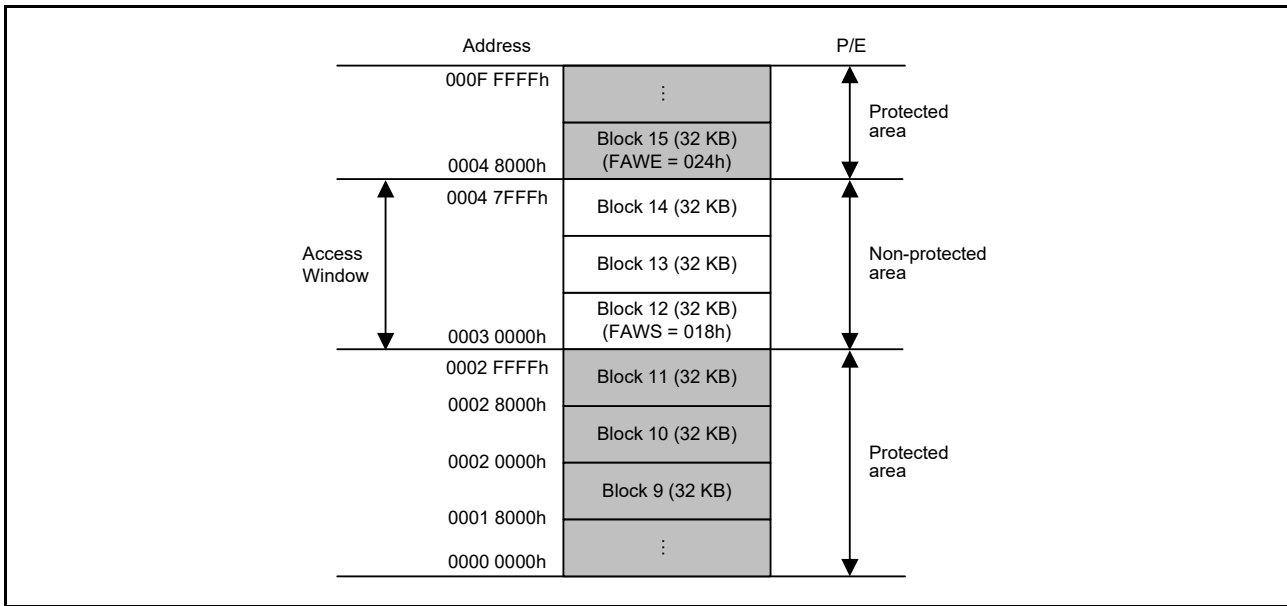 Address P/E
000F FFFFh
⋮
Protected
area
Block 15 (32 KB)
(FAWE = 024h)
0004 8000h
0004 7FFFh
Block 14 (32 KB)
Access
Window
Block 13 (32 KB)
Non-protected
area
Block 12 (32 KB)
(FAWS = 018h)
0003 0000h
0002 FFFFh
Block 11 (32 KB)
0002 8000h
Block 10 (32 KB)
0002 0000h
Protected
area
Block 9 (32 KB)
0001 8000h
⋮
0000 0000h